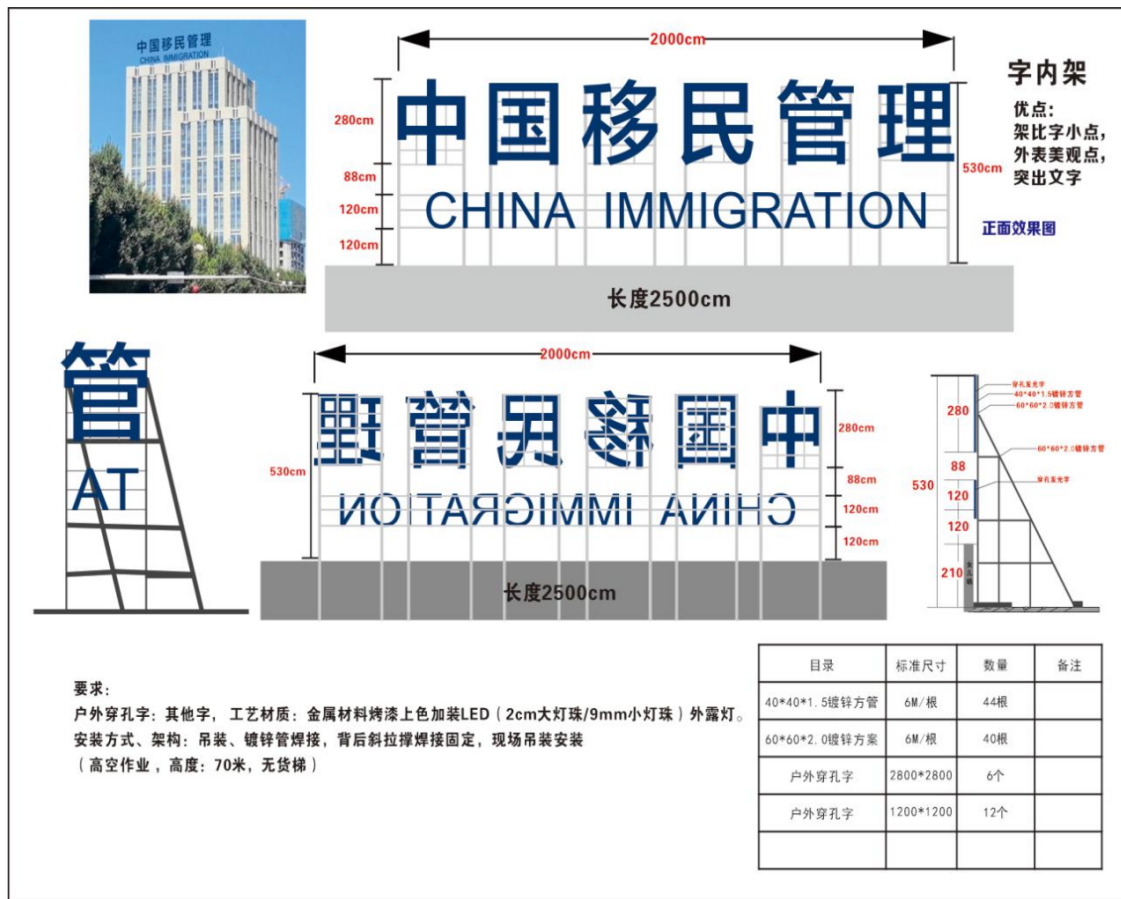 中国移民管理
CHINA IMMIGRATION
2000cm
中国移民管理
CHINA IMMIGRATION
280cm
88cm
120cm
120cm
530cm
长度2500cm
字内架
优点：
架比字小点，
外表美观点，
突出文字
正面效果图
管
AT
2000cm
中国移民管理
CHINA IMMIGRATION
530cm
280cm
88cm
120cm
120cm
长度2500cm
穿孔发光字
40*40*1.5镀锌方管
60*60*2.0镀锌方管
60*60*2.0镀锌方管
穿孔发光字
280
88
530
120
120
210
女儿墙
要求：
户外穿孔字：其他字，工艺材质：金属材料烤漆上色加装LED（2cm大灯珠/9mm小灯珠）外露灯。
安装方式、架构：吊装、镀锌管焊接，背后斜拉撑焊接固定，现场吊装安装
（高空作业，高度：70米，无货梯）
目录 标准尺寸 数量 备注
40*40*1.5镀锌方管 6M/根 44根
60*60*2.0镀锌方案 6M/根 40根
户外穿孔字 2800*2800 6个
户外穿孔字 1200*1200 12个